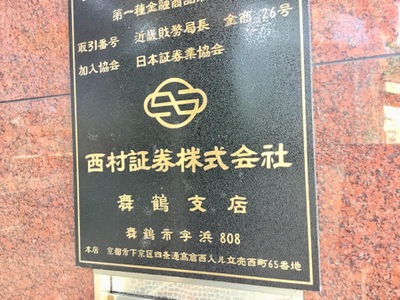 第一種金融商品
取引番号 近畿財務局長 金商 26号
加入協会 日本証券業協会
西村証券株式会社
舞鶴支店
舞鶴市字浜 808
本店 京都市下京区四条通高倉西入ル立売西町65番地